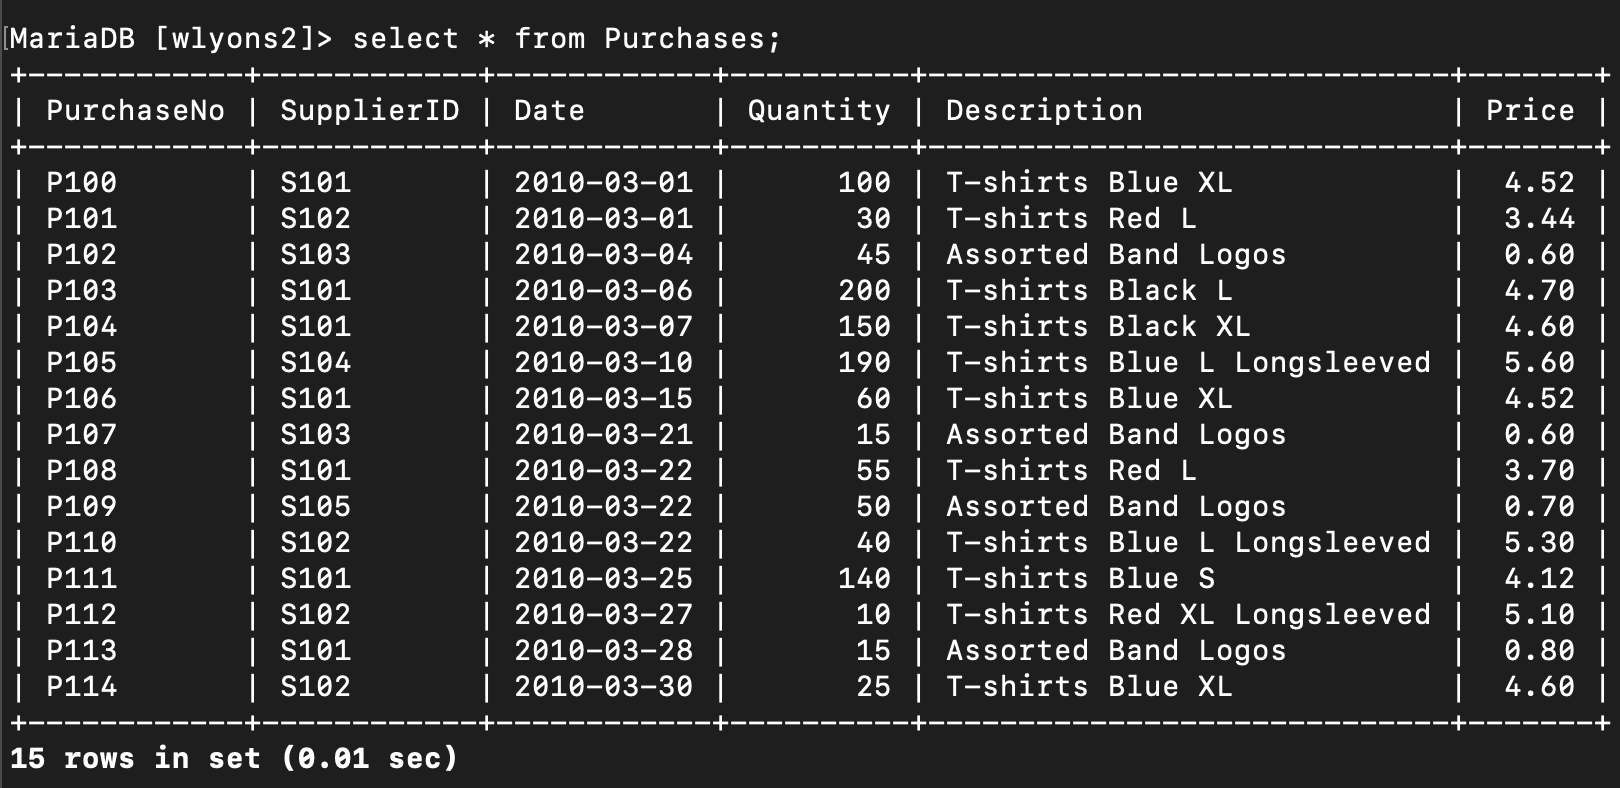 [MariaDB [wlyons2]> select * from Purchases;
+------------+------------+------------+----------+-----------------------------+-------+
| PurchaseNo | SupplierID | Date       | Quantity | Description                 | Price |
+------------+------------+------------+----------+-----------------------------+-------+
| P100       | S101       | 2010-03-01 |      100 | T-shirts Blue XL            |  4.52 |
| P101       | S102       | 2010-03-01 |       30 | T-shirts Red L              |  3.44 |
| P102       | S103       | 2010-03-04 |       45 | Assorted Band Logos         |  0.60 |
| P103       | S101       | 2010-03-06 |      200 | T-shirts Black L            |  4.70 |
| P104       | S101       | 2010-03-07 |      150 | T-shirts Black XL           |  4.60 |
| P105       | S104       | 2010-03-10 |      190 | T-shirts Blue L Longsleeved |  5.60 |
| P106       | S101       | 2010-03-15 |       60 | T-shirts Blue XL            |  4.52 |
| P107       | S103       | 2010-03-21 |       15 | Assorted Band Logos         |  0.60 |
| P108       | S101       | 2010-03-22 |       55 | T-shirts Red L              |  3.70 |
| P109       | S105       | 2010-03-22 |       50 | Assorted Band Logos         |  0.70 |
| P110       | S102       | 2010-03-22 |       40 | T-shirts Blue L Longsleeved |  5.30 |
| P111       | S101       | 2010-03-25 |      140 | T-shirts Blue S             |  4.12 |
| P112       | S102       | 2010-03-27 |       10 | T-shirts Red XL Longsleeved |  5.10 |
| P113       | S101       | 2010-03-28 |       15 | Assorted Band Logos         |  0.80 |
| P114       | S102       | 2010-03-30 |       25 | T-shirts Blue XL            |  4.60 |
+------------+------------+------------+----------+-----------------------------+-------+
15 rows in set (0.01 sec)